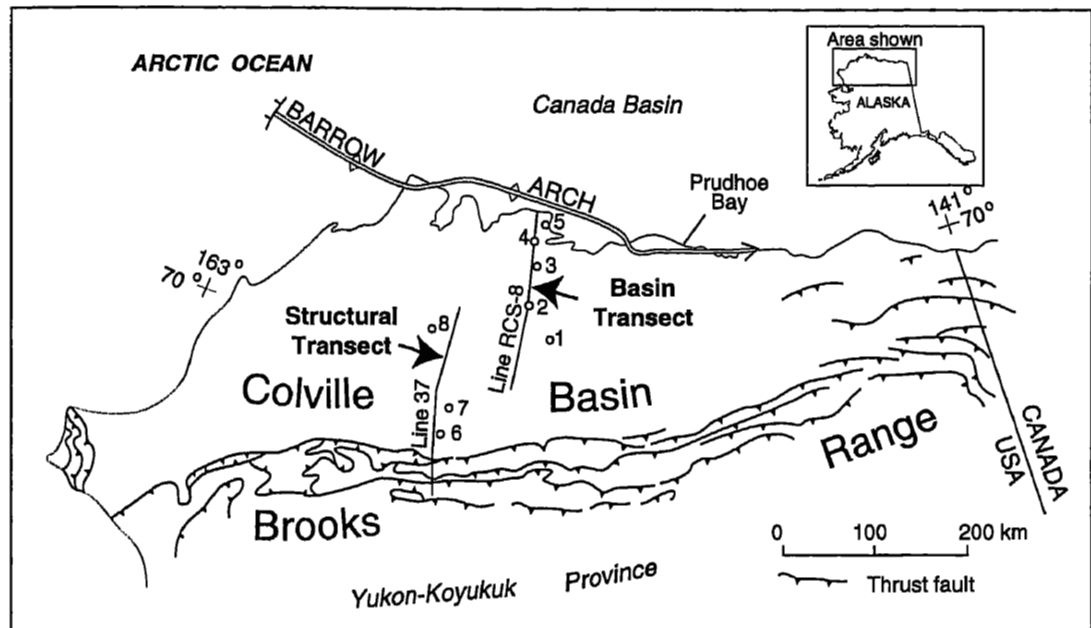 ARCTIC OCEAN
Canada Basin
Area shown
ALASKA
BARROW
ARCH
Prudhoe
Bay
141°
70°
163°
70°
5
4
3
2
1
Line RCS-8
Basin
Transect
Structural
Transect
8
Line 37
7
6
Colville
Basin
Brooks
Range
CANADA
USA
Yukon-Koyukuk Province
0 100 200 km
Thrust fault